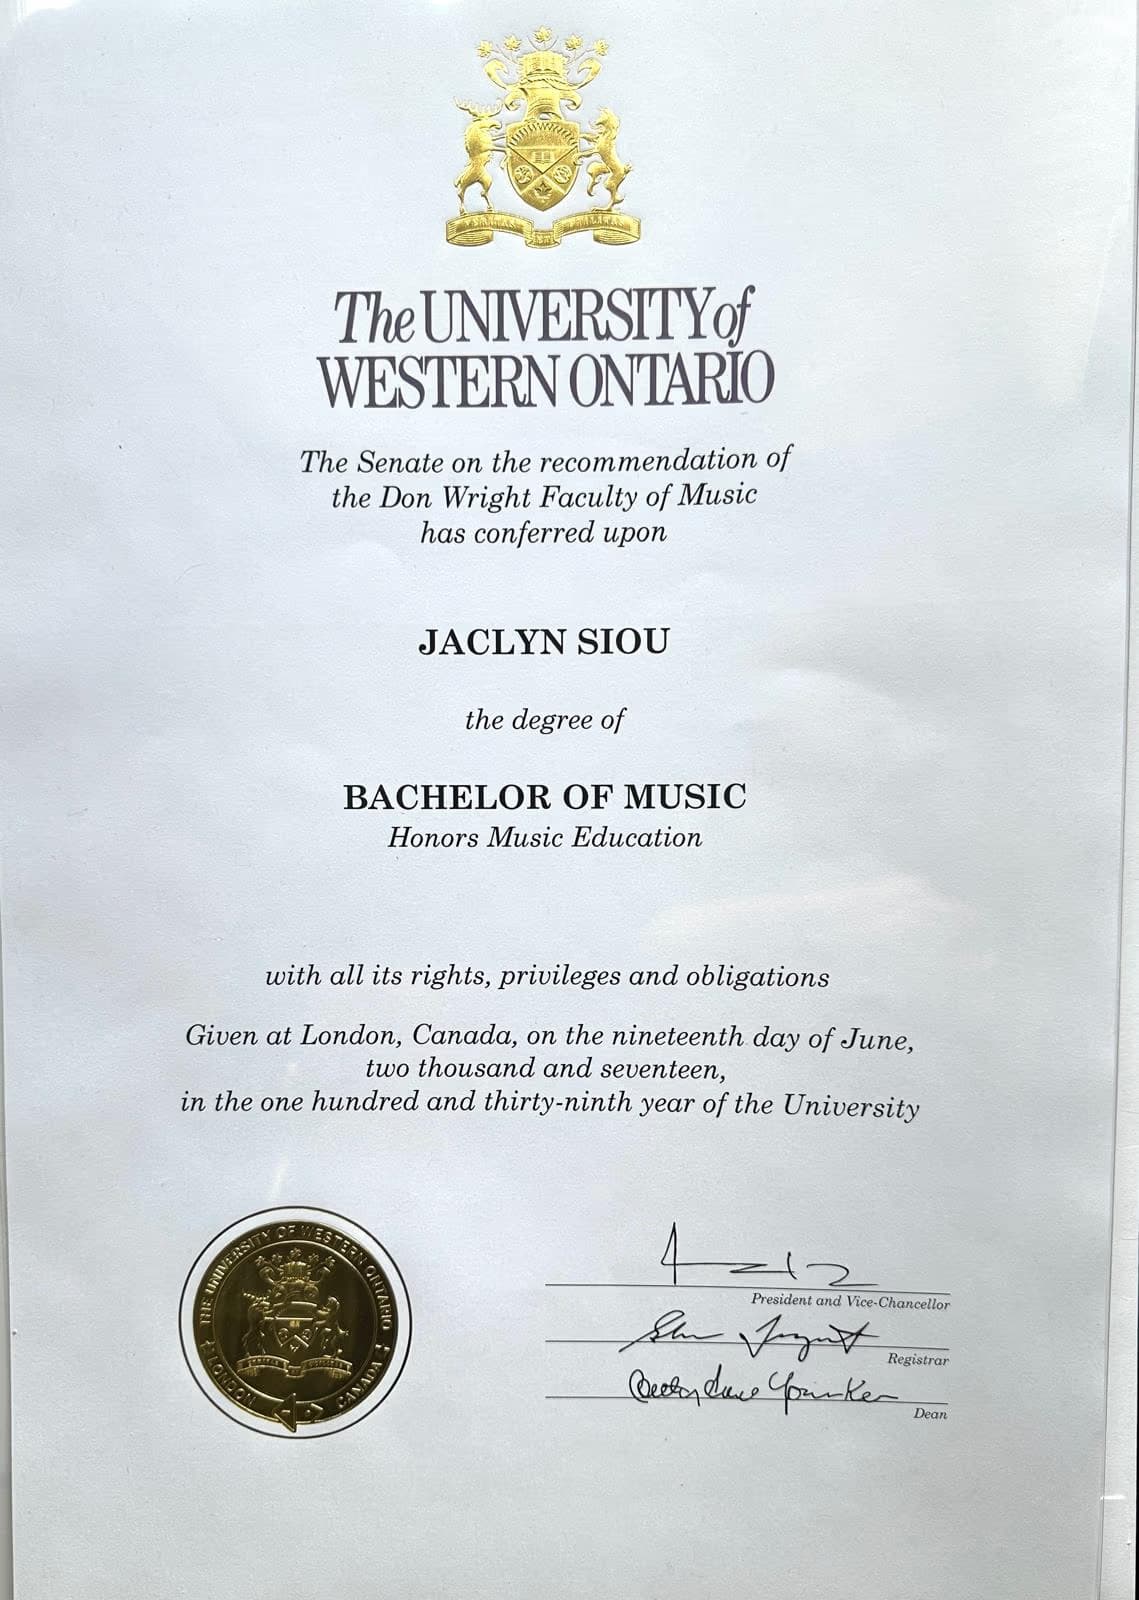 The UNIVERSITY of
WESTERN ONTARIO
The Senate on the recommendation of
the Don Wright Faculty of Music
has conferred upon
JACLYN SIOU
the degree of
BACHELOR OF MUSIC
Honors Music Education
with all its rights, privileges and obligations
Given at London, Canada, on the nineteenth day of June,
two thousand and seventeen,
in the one hundred and thirty-ninth year of the University
THE UNIVERSITY OF WESTERN ONTARIO
LONDON CANADA
President and Vice-Chancellor
Registrar
Dean